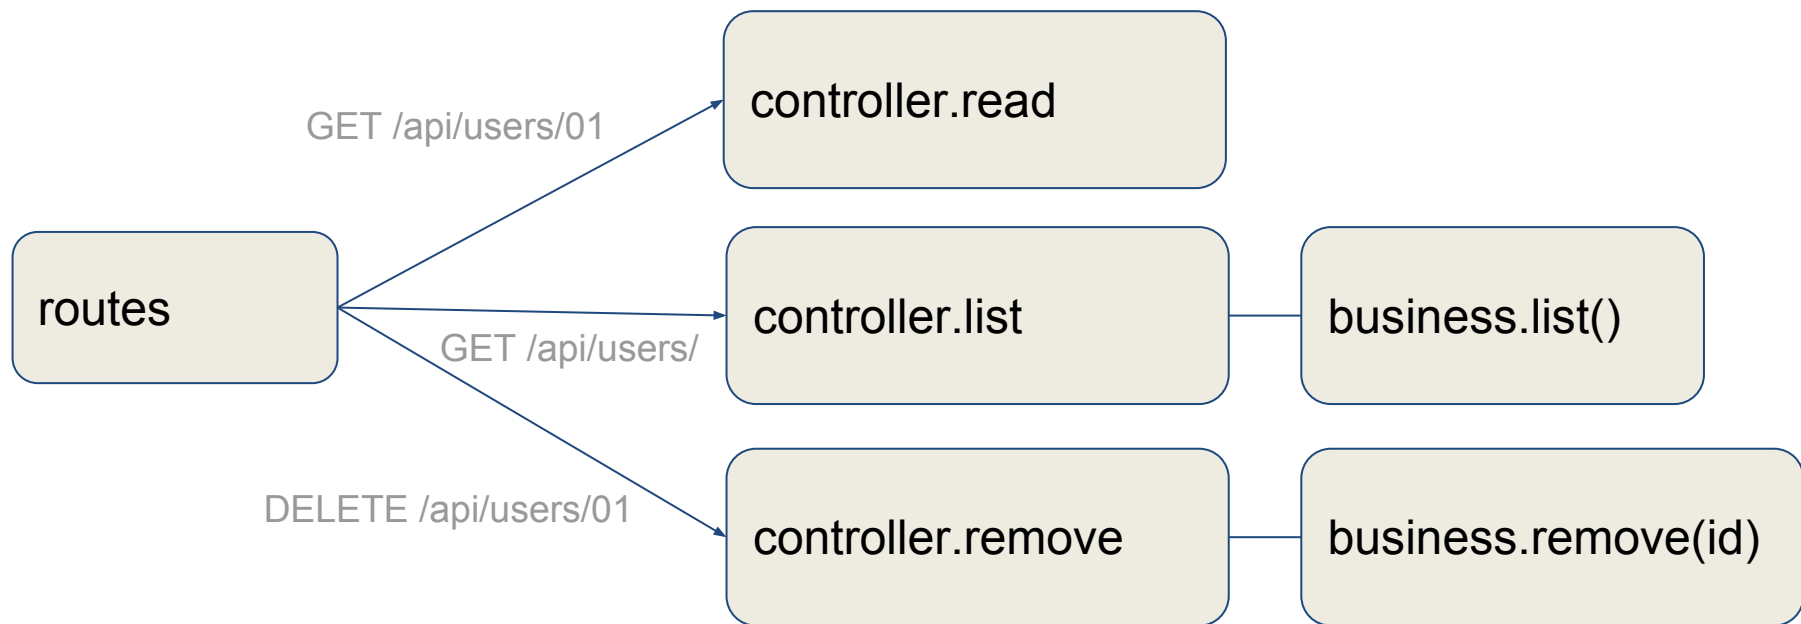 GET /api/users/01
controller.read
routes
GET /api/users/
controller.list
business.list()
DELETE /api/users/01
controller.remove
business.remove(id)